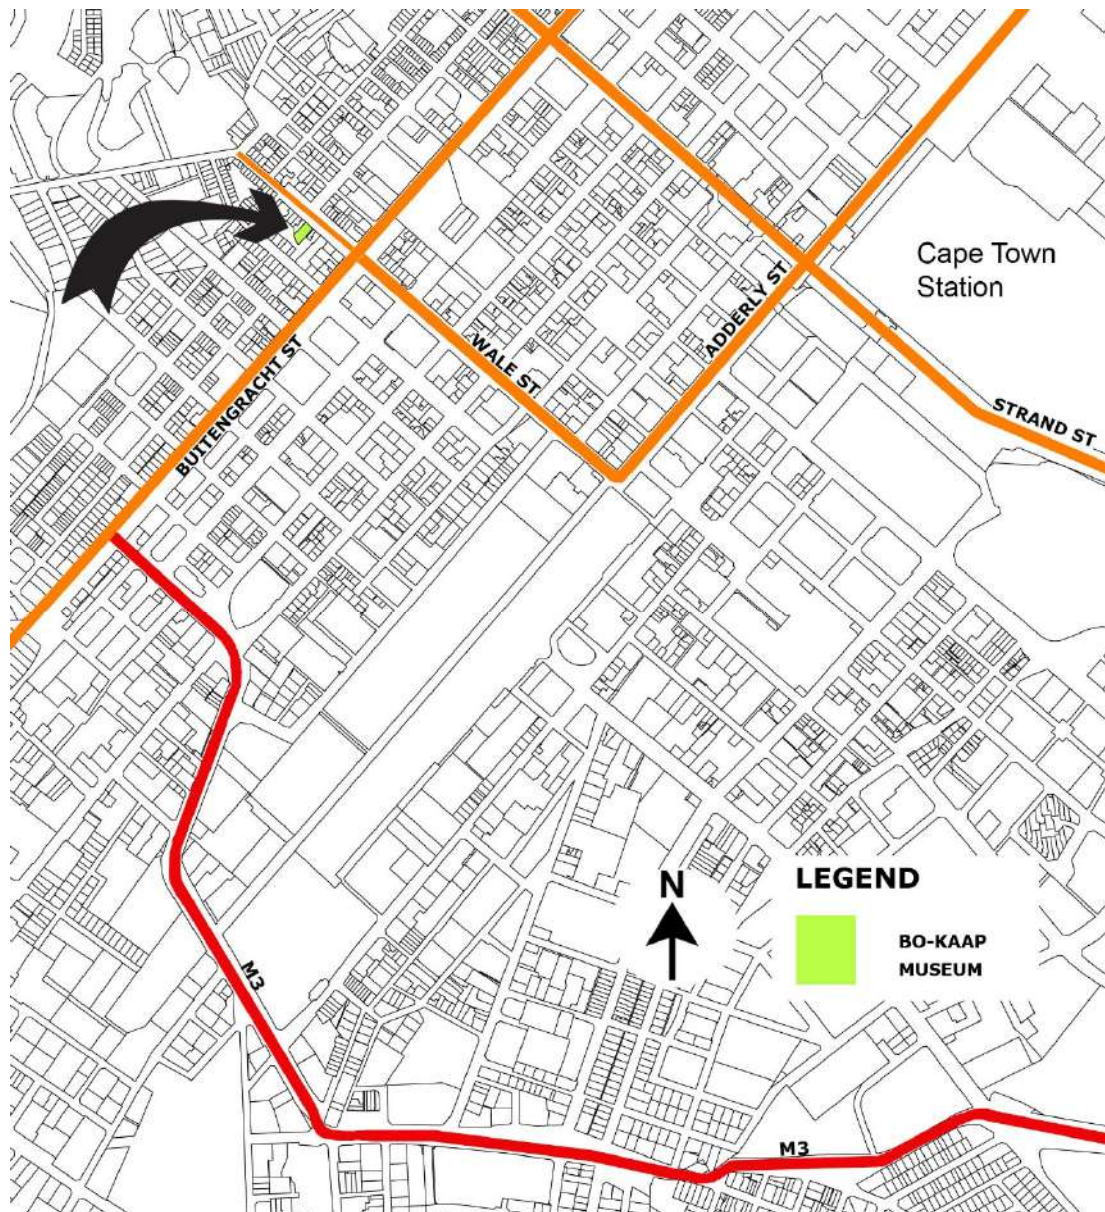 Cape Town
Station
BUITENGRACHT ST
WALE ST
ADDERLY ST
STRAND ST
M3
N
LEGEND
BO-KAAP
MUSEUM
M3